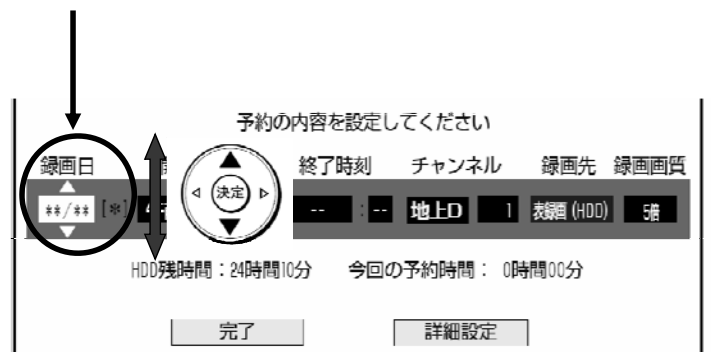 予約の内容を設定してください
録画日 終了時刻 チャンネル 録画先 録画画質
**/** [*] 決定 -- : -- 地上D 1 表録画(HDD) 5倍
HDD残時間：24時間10分 今回の予約時間： 0時間00分
完了 詳細設定